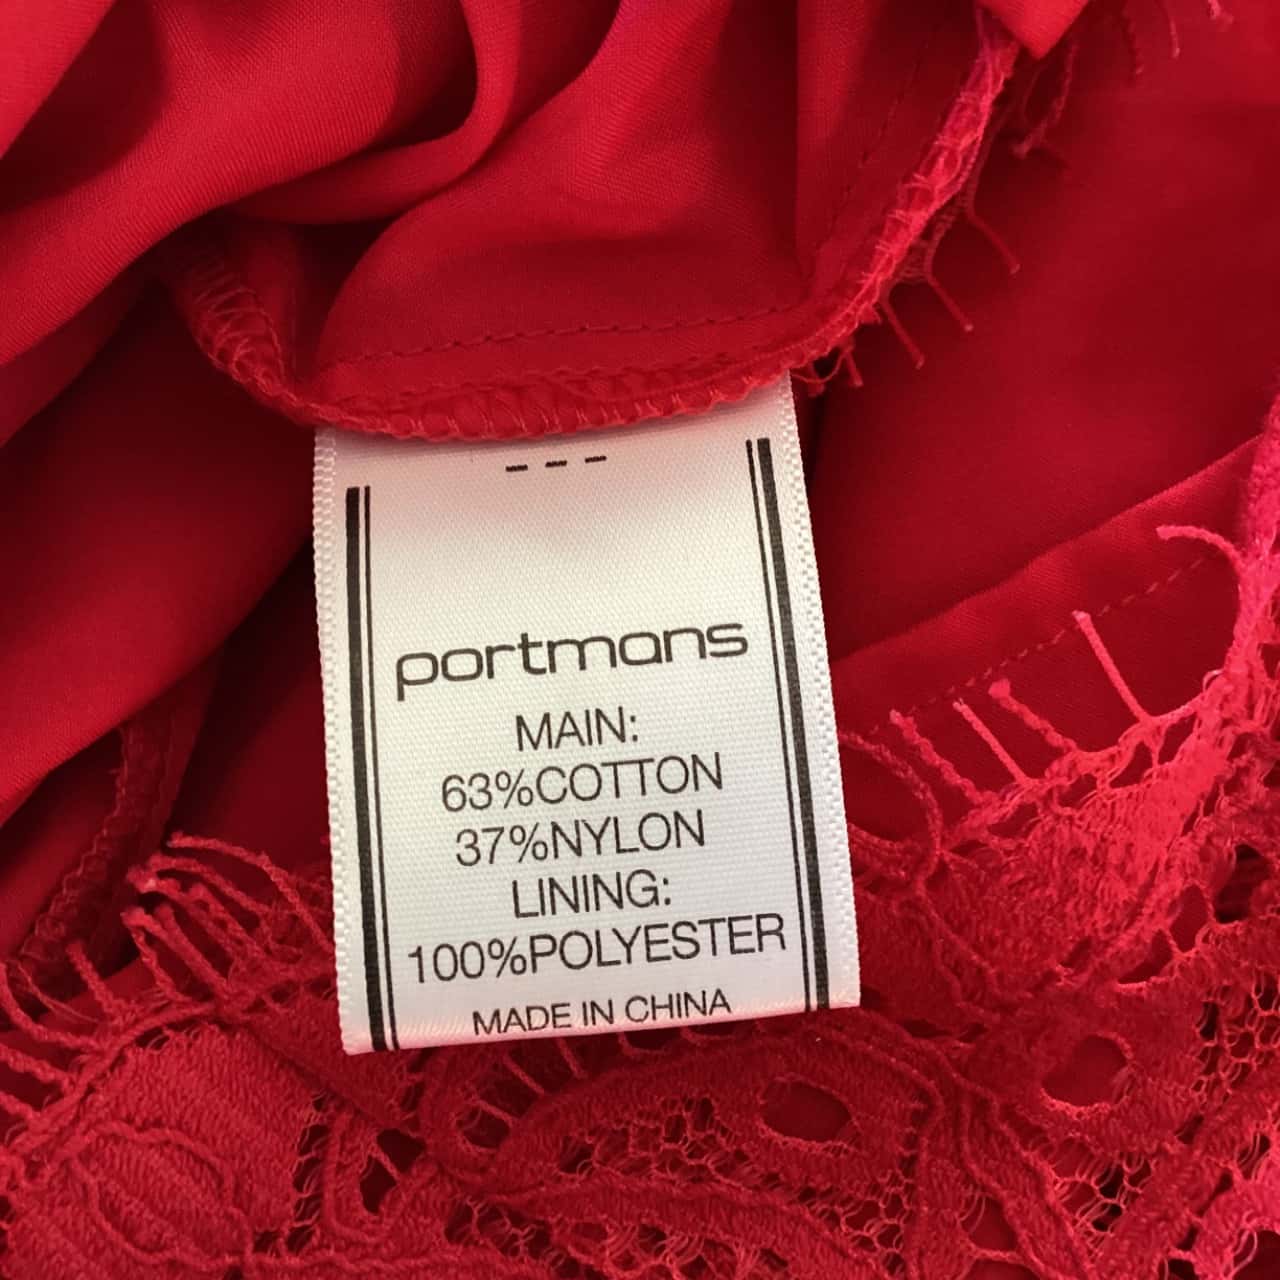 ---
portmans
MAIN:
63%COTTON
37%NYLON
LINING:
100%POLYESTER
MADE IN CHINA